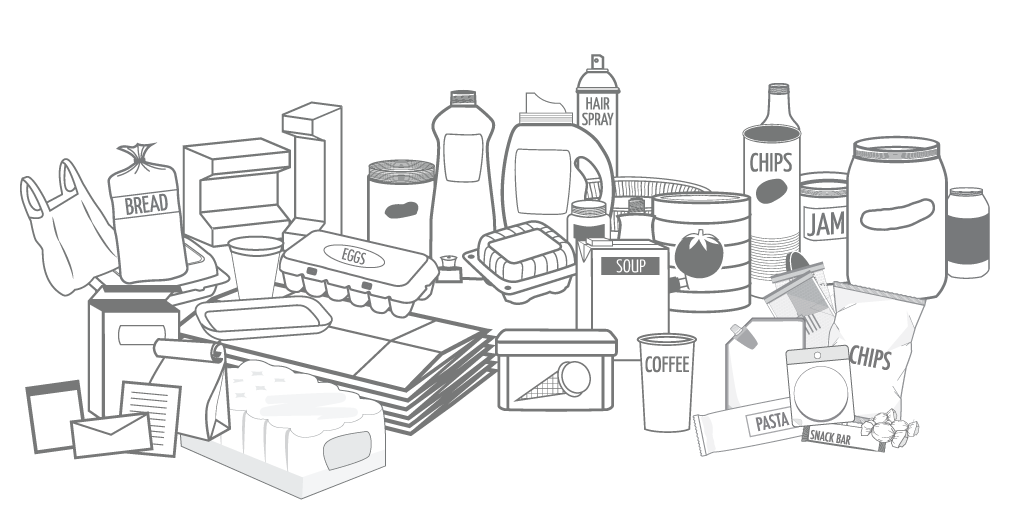 HAIR
SPRAY
CHIPS
BREAD
JAM
EGGS
SOUP
COFFEE
CHIPS
PASTA
SNACK BAR